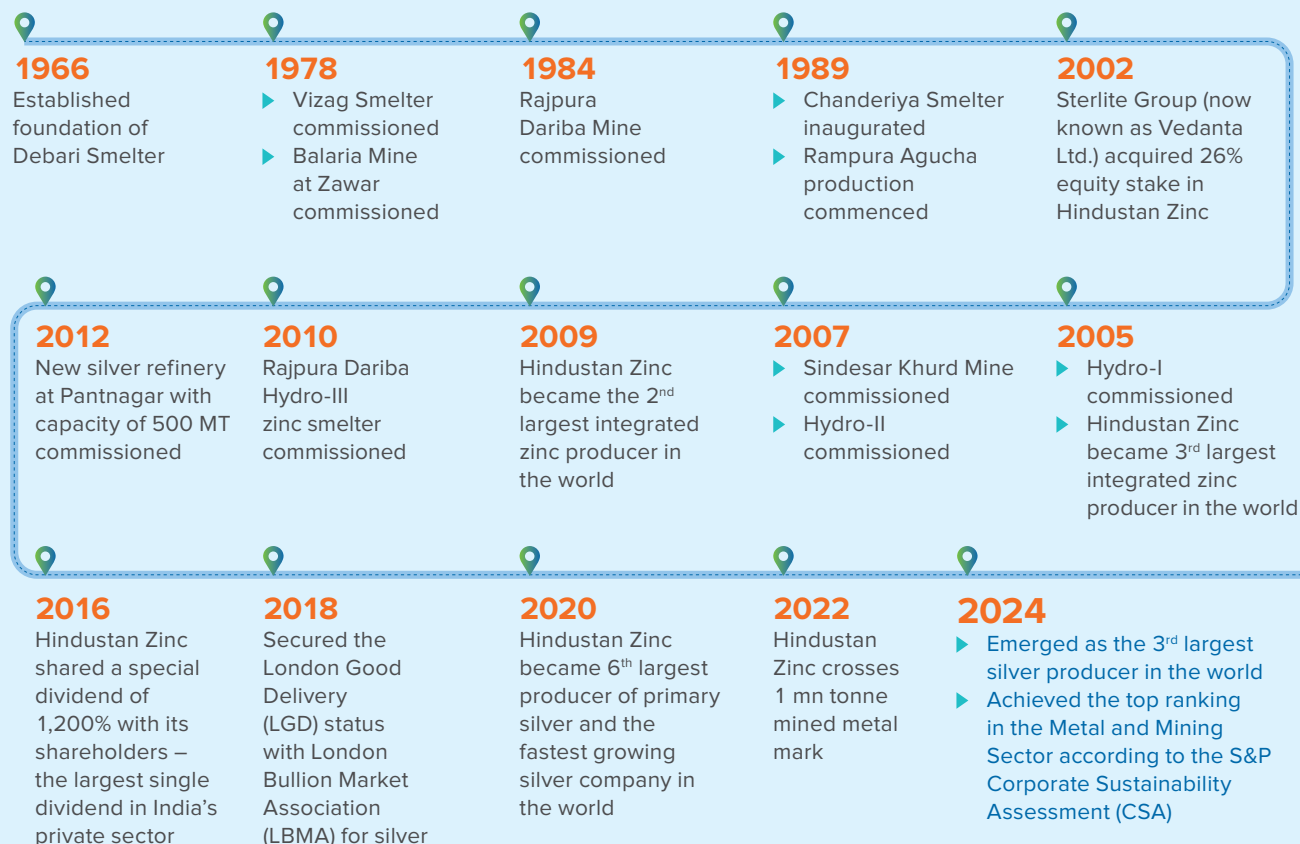 1966
Established
foundation of
Debari Smelter
1978
Vizag Smelter
commissioned
Balaria Mine
at Zawar
commissioned
1984
Rajpura
Dariba Mine
commissioned
1989
Chanderiya Smelter
inaugurated
Rampura Agucha
production
commenced
2002
Sterlite Group (now
known as Vedanta
Ltd.) acquired 26%
equity stake in
Hindustan Zinc
2005
Hydro-I
commissioned
Hindustan Zinc
became 3rd largest
integrated zinc
producer in the world
2007
Sindesar Khurd Mine
commissioned
Hydro-II
commissioned
2009
Hindustan Zinc
became the 2nd
largest integrated
zinc producer in
the world
2010
Rajpura Dariba
Hydro-III
zinc smelter
commissioned
2012
New silver refinery
at Pantnagar with
capacity of 500 MT
commissioned
2016
Hindustan Zinc
shared a special
dividend of
1,200% with its
shareholders –
the largest single
dividend in India’s
private sector
2018
Secured the
London Good
Delivery
(LGD) status
with London
Bullion Market
Association
(LBMA) for silver
2020
Hindustan Zinc
became 6th largest
producer of primary
silver and the
fastest growing
silver company in
the world
2022
Hindustan
Zinc crosses
1 mn tonne
mined metal
mark
2024
Emerged as the 3rd largest
silver producer in the world
Achieved the top ranking
in the Metal and Mining
Sector according to the S&P
Corporate Sustainability
Assessment (CSA)